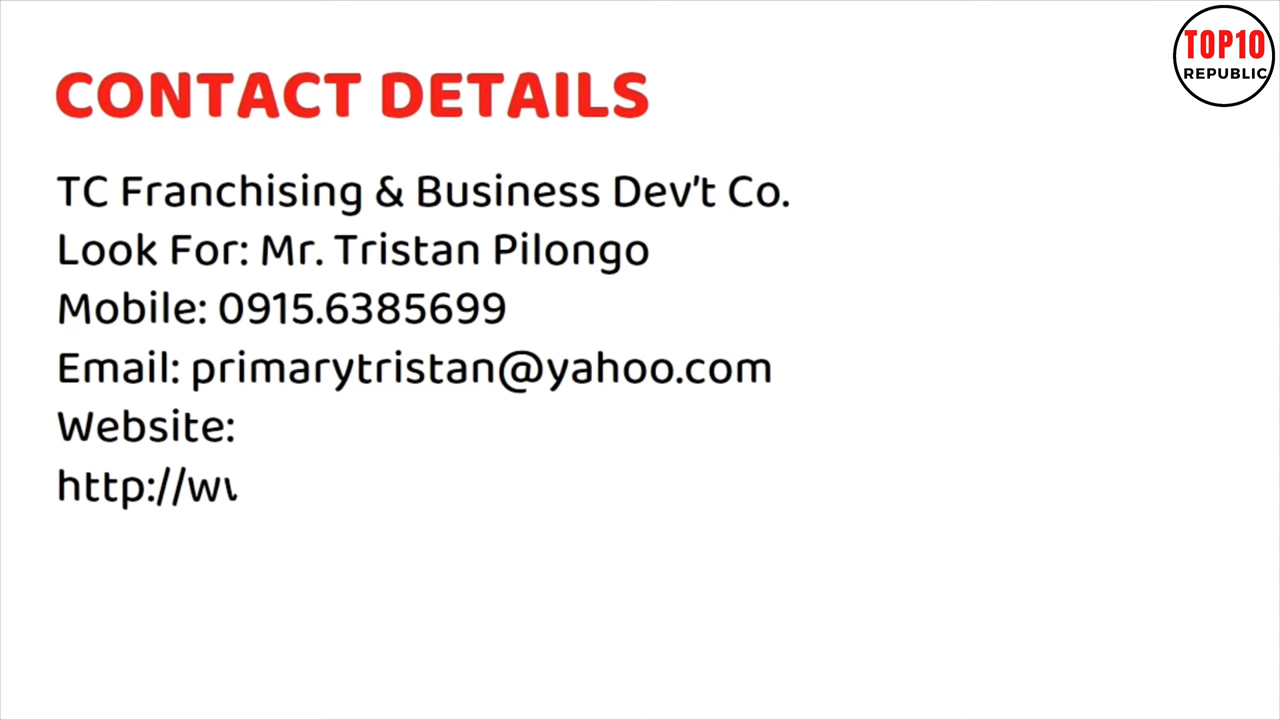 TOP10
REPUBLIC
CONTACT DETAILS
TC Franchising & Business Dev't Co.
Look For: Mr. Tristan Pilongo
Mobile: 0915.6385699
Email: primarytristan@yahoo.com
Website:
http://w